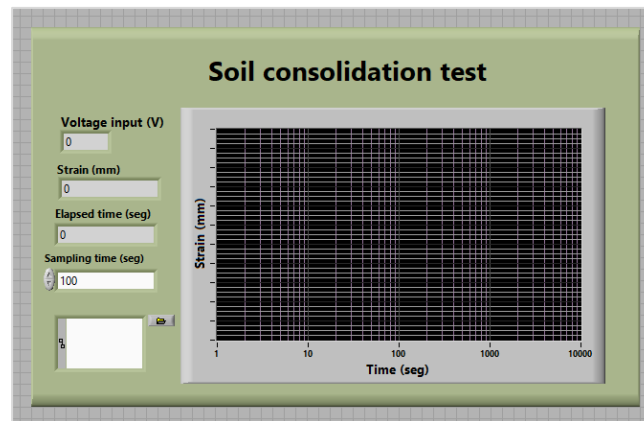 Soil consolidation test
Voltage input (V)
0
Strain (mm)
0
Elapsed time (seg)
0
Sampling time (seg)
100
Strain (mm)
1 10 100 1000 10000
Time (seg)